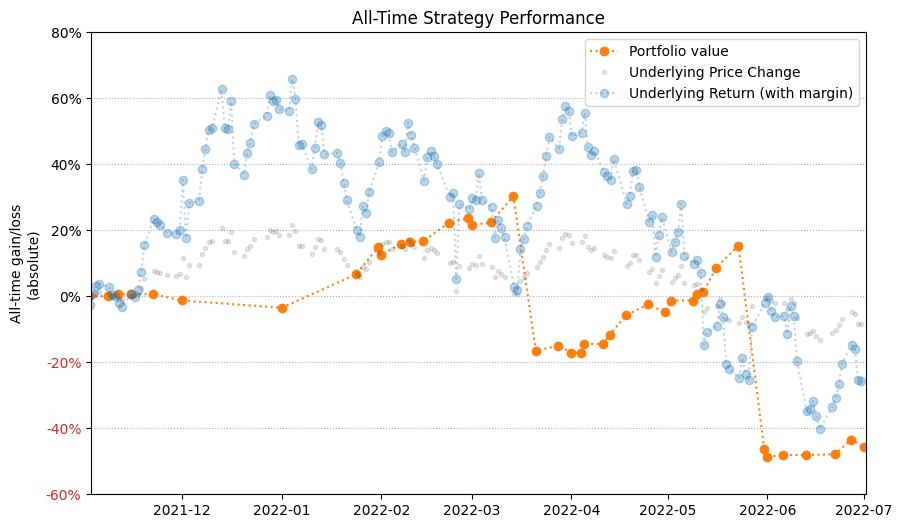 All-Time Strategy Performance
Portfolio value
Underlying Price Change
Underlying Return (with margin)
All-time gain/loss
(absolute)
80%
60%
40%
20%
0%
-20%
-40%
-60%
2021-12
2022-01
2022-02
2022-03
2022-04
2022-05
2022-06
2022-07